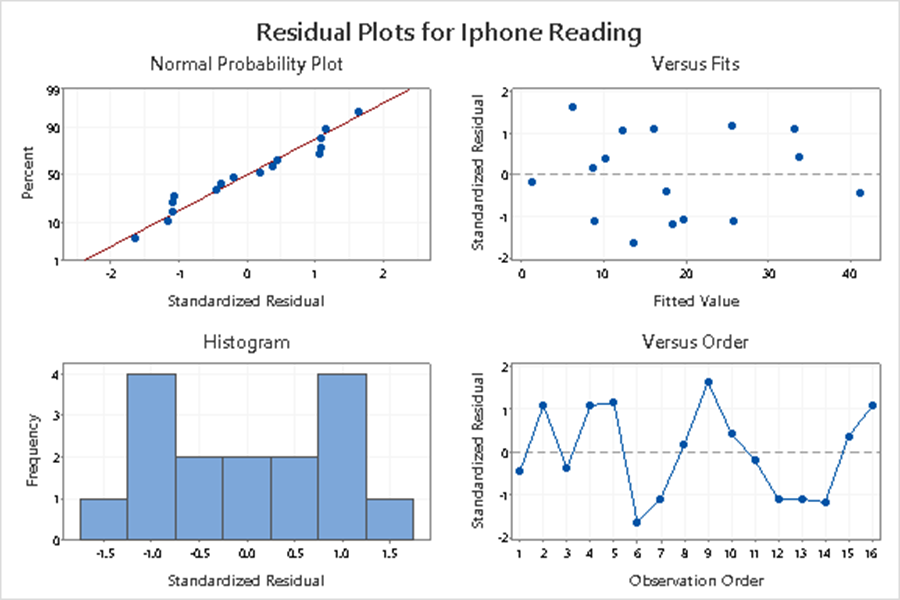 Residual Plots for Iphone Reading
Normal Probability Plot
99
90
50
10
1
Percent
-2 -1 0 1 2
Standardized Residual
Versus Fits
2
1
0
-1
-2
Standardized Residual
0 10 20 30 40
Fitted Value
Histogram
4
3
2
1
0
Frequency
-1.5 -1.0 -0.5 0.0 0.5 1.0 1.5
Standardized Residual
Versus Order
2
1
0
-1
-2
Standardized Residual
1 2 3 4 5 6 7 8 9 10 11 12 13 14 15 16
Observation Order